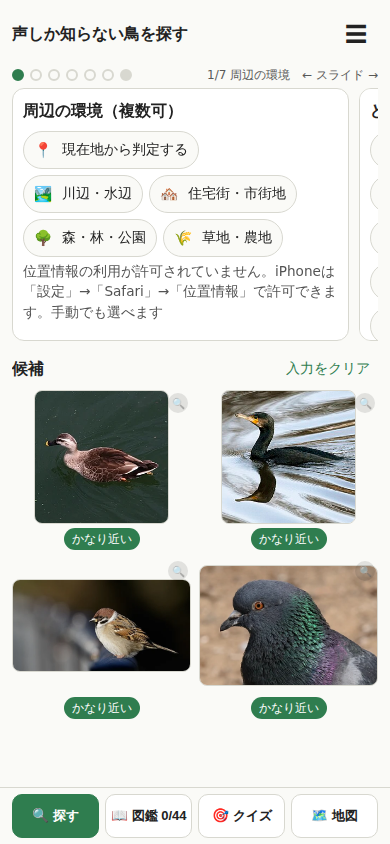 声しか知らない鳥を探す
1/7 周辺の環境 ← スライド →
周辺の環境（複数可）
📍 現在地から判定する
🏞️ 川辺・水辺
🏘️ 住宅街・市街地
🌳 森・林・公園
🌾 草地・農地
位置情報の利用が許可されていません。iPhoneは
「設定」→「Safari」→「位置情報」で許可できま
す。手動でも選べます
候補
入力をクリア
かなり近い
かなり近い
かなり近い
かなり近い
🔍 探す
📖 図鑑 0/44
🎯 クイズ
🗺️ 地図